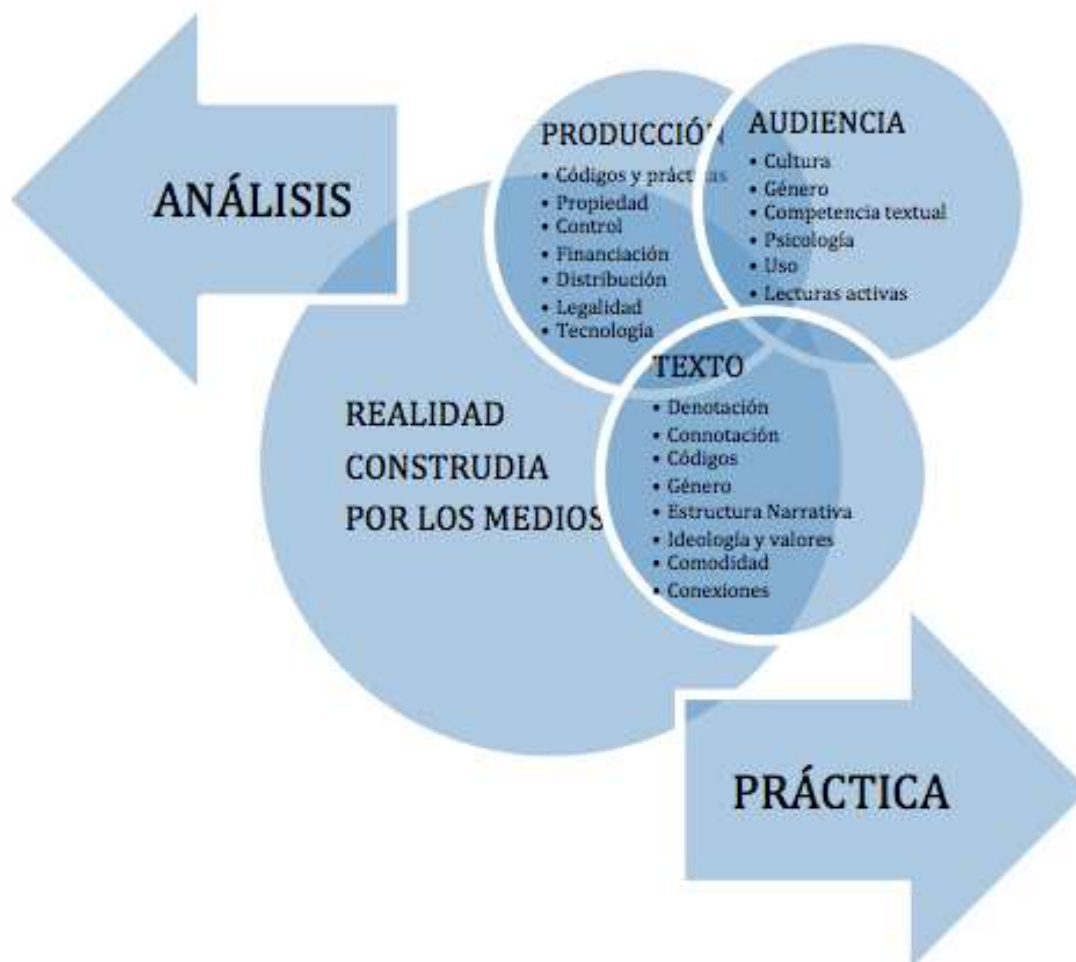 ANÁLISIS
PRODUCCIÓN
• Códigos y prácticas
• Propiedad
• Control
• Financiación
• Distribución
• Legalidad
• Tecnología
AUDIENCIA
• Cultura
• Género
• Competencia textual
• Psicología
• Uso
• Lecturas activas
TEXTO
• Denotación
• Connotación
• Códigos
• Género
• Estructura Narrativa
• Ideología y valores
• Comodidad
• Conexiones
REALIDAD
CONSTRUDIA
POR LOS MEDIOS
PRÁCTICA